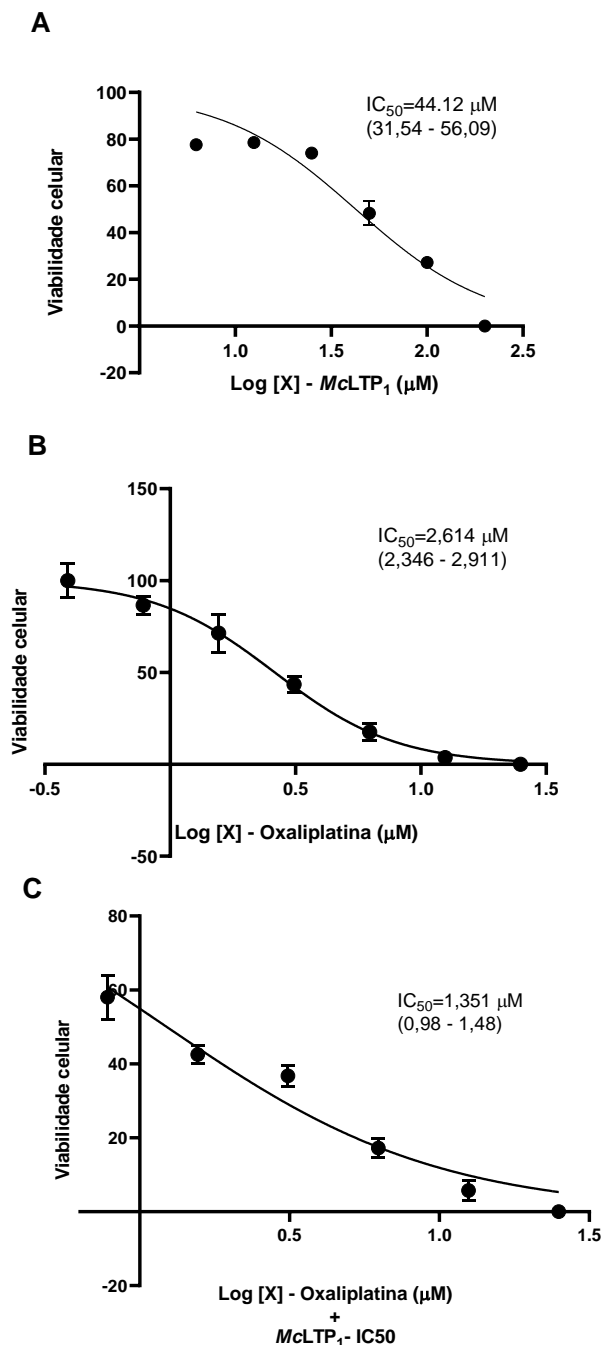 A
100
80
60
40
20
0
-20
Viabilidade celular
IC50=44.12 μM
(31,54 - 56,09)
1.0 1.5 2.0 2.5
Log [X] - McLTP1 (μM)
B
150
100
50
-50
Viabilidade celular
IC50=2,614 μM
(2,346 - 2,911)
-0.5 0.5 1.0 1.5
Log [X] - Oxaliplatina (μM)
C
80
60
40
20
-20
Viabilidade celular
IC50=1,351 μM
(0,98 - 1,48)
0.5 1.0 1.5
Log [X] - Oxaliplatina (μM)
+
McLTP1- IC50